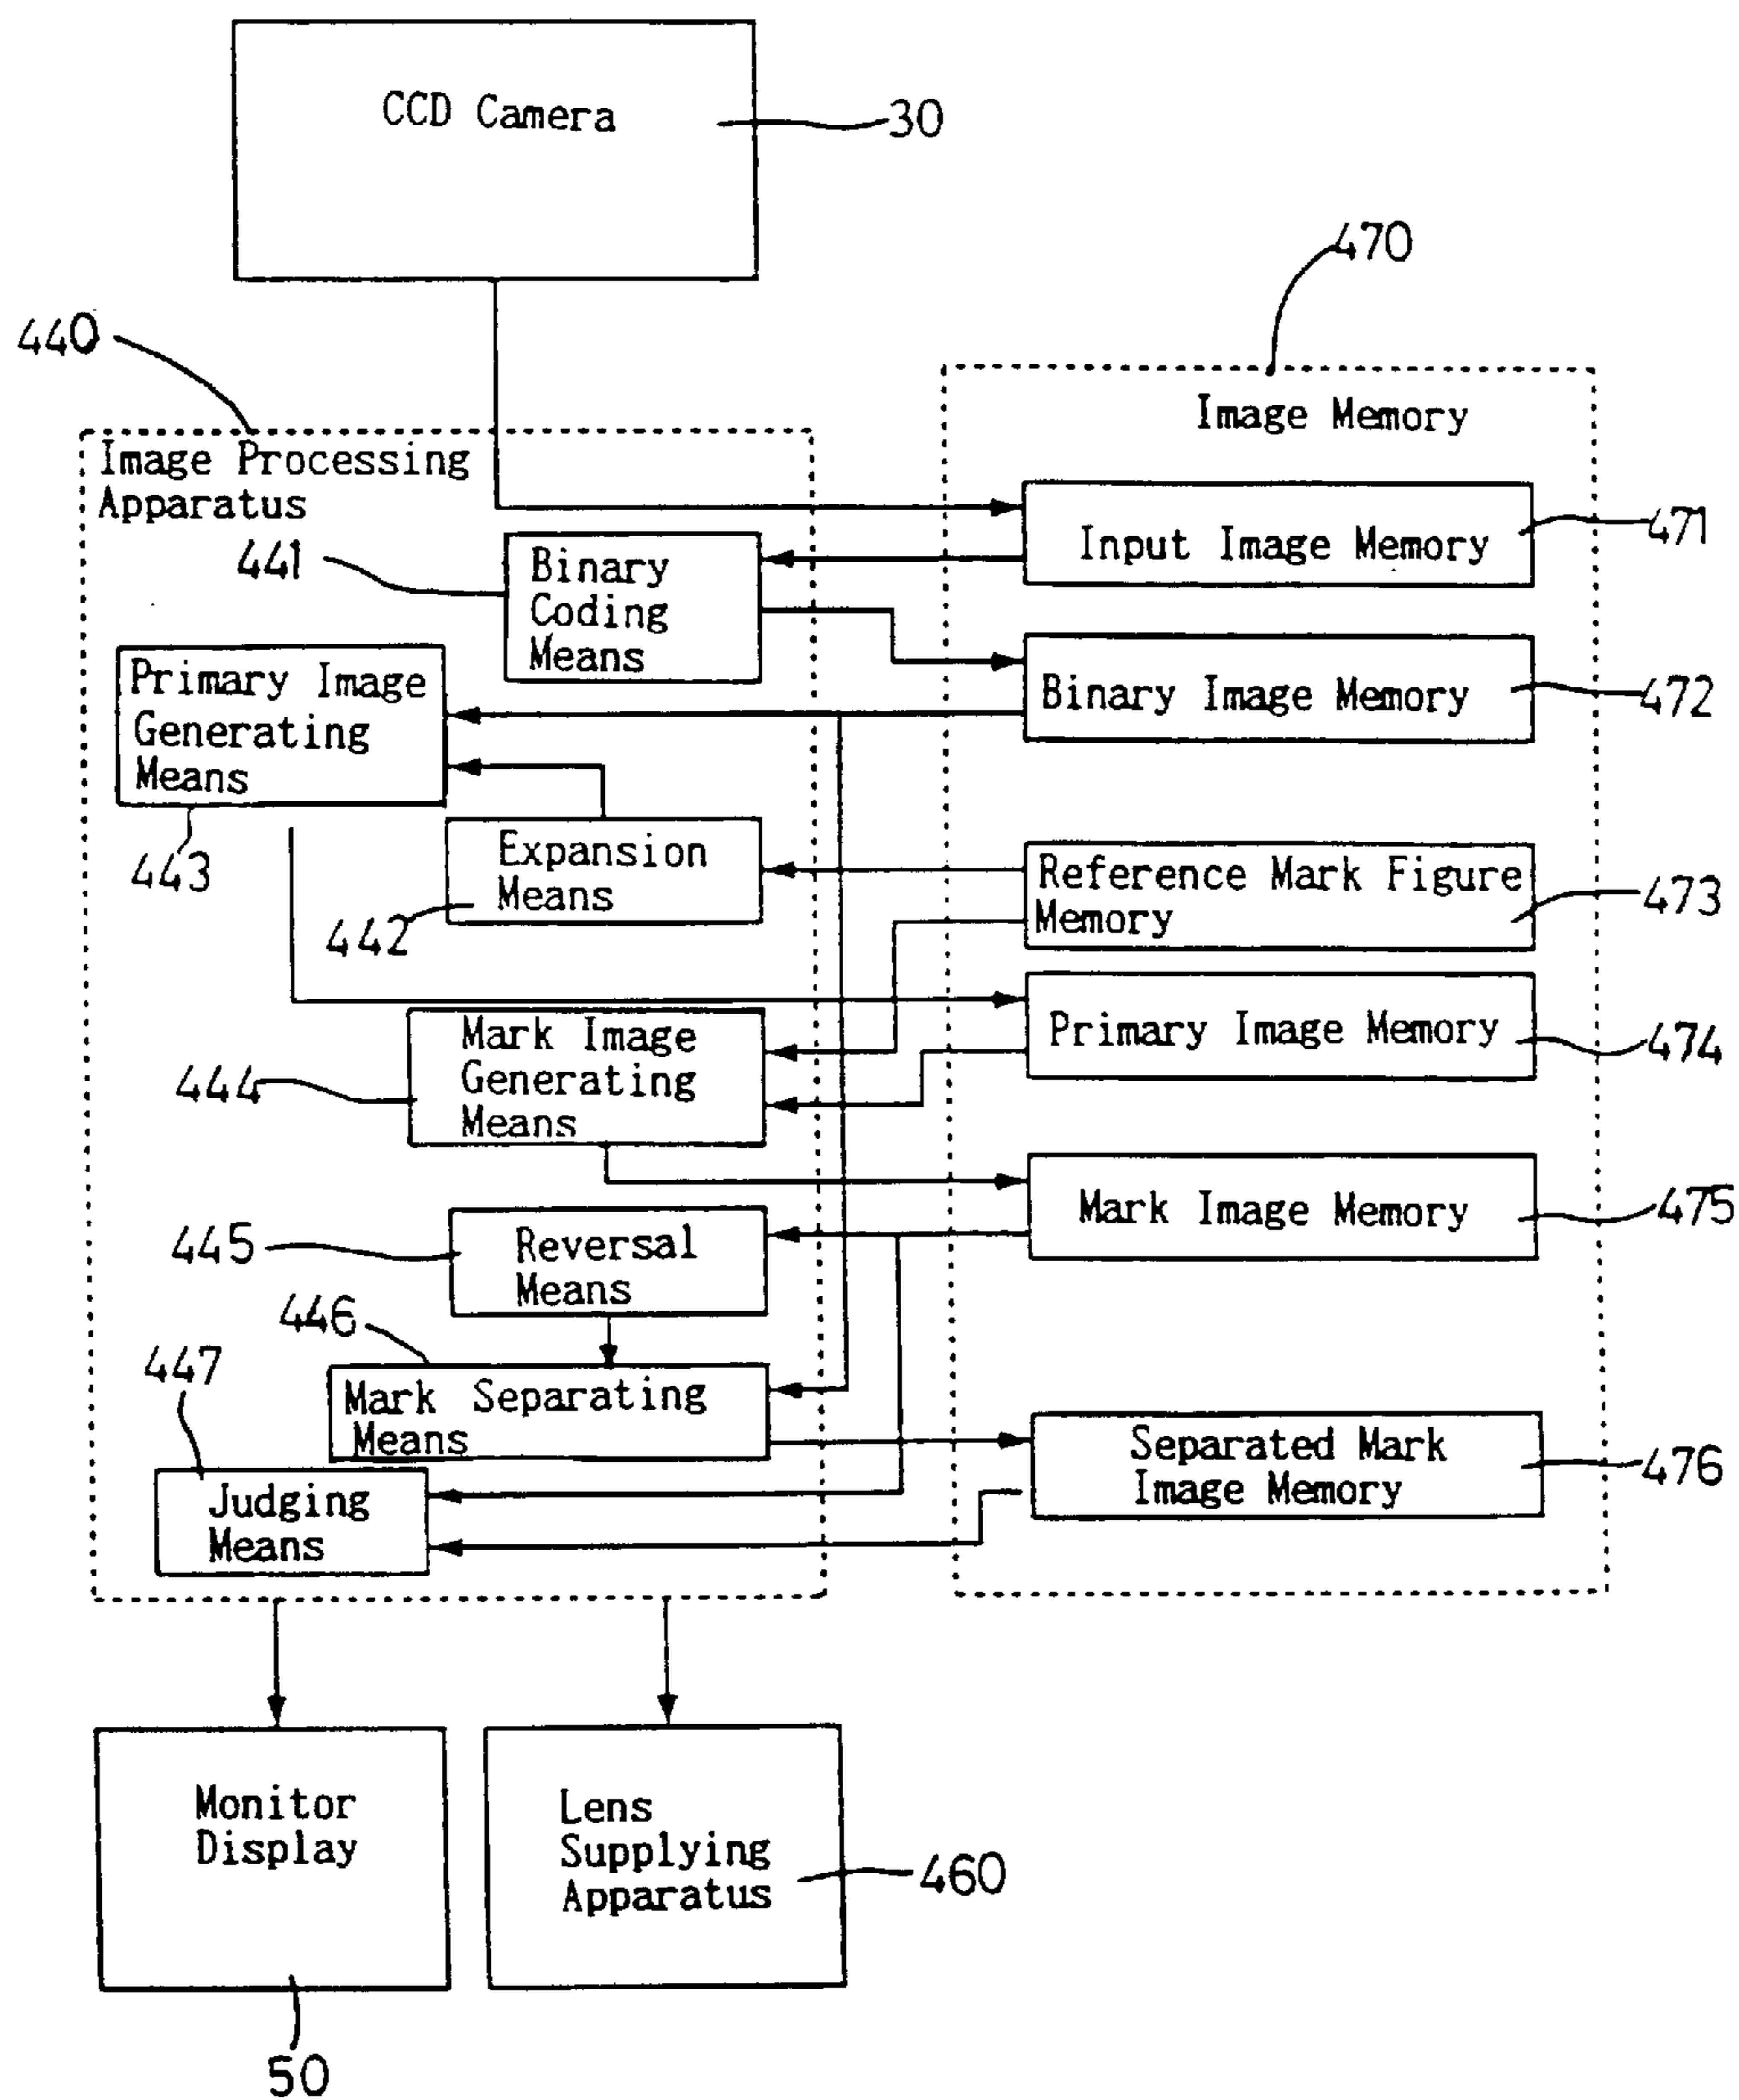 CCD Camera
30
470
440
Image Memory
Image Processing
Apparatus
471
Input Image Memory
441
Binary
Coding
Means
Primary Image
Generating
Means
Binary Image Memory
472
443
Expansion
Means
442
Reference Mark Figure
Memory
473
Mark Image
Generating
Means
444
Primary Image Memory
474
Mark Image Memory
475
445
Reversal
Means
446
447
Mark Separating
Means
Separated Mark
Image Memory
476
Judging
Means
Monitor
Display
Lens
Supplying
Apparatus
460
50